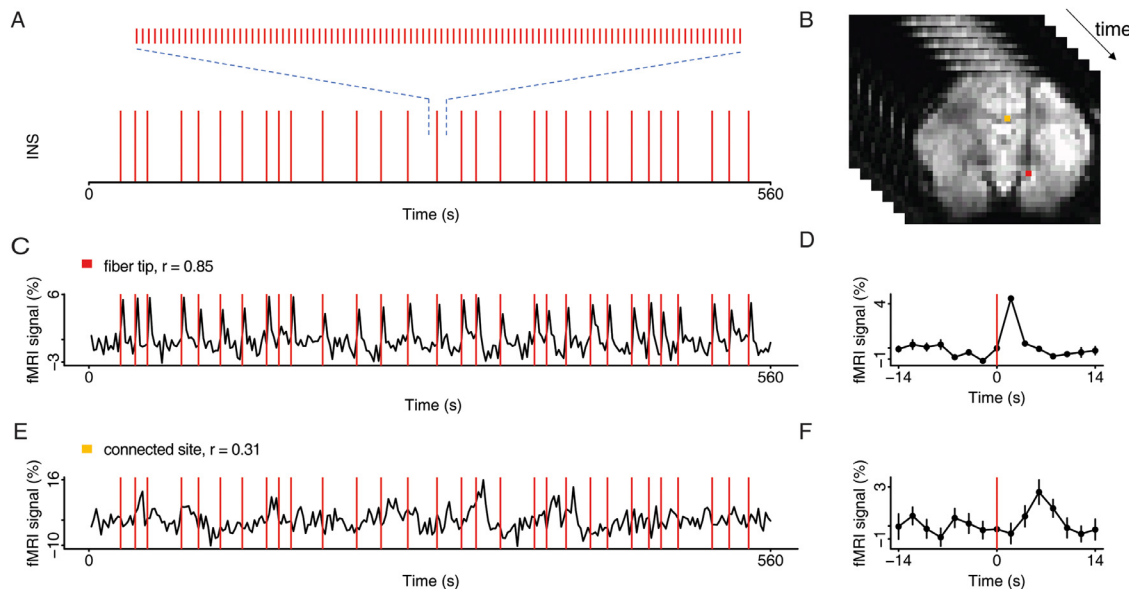 A
INS
0
560
Time (s)
B
time
C
fiber tip, r = 0.85
fMRI signal (%)
6
−3
0
560
Time (s)
D
fMRI signal (%)
4
−1
−14
0
14
Time (s)
E
connected site, r = 0.31
fMRI signal (%)
16
−10
0
560
Time (s)
F
fMRI signal (%)
3
−1
−14
0
14
Time (s)